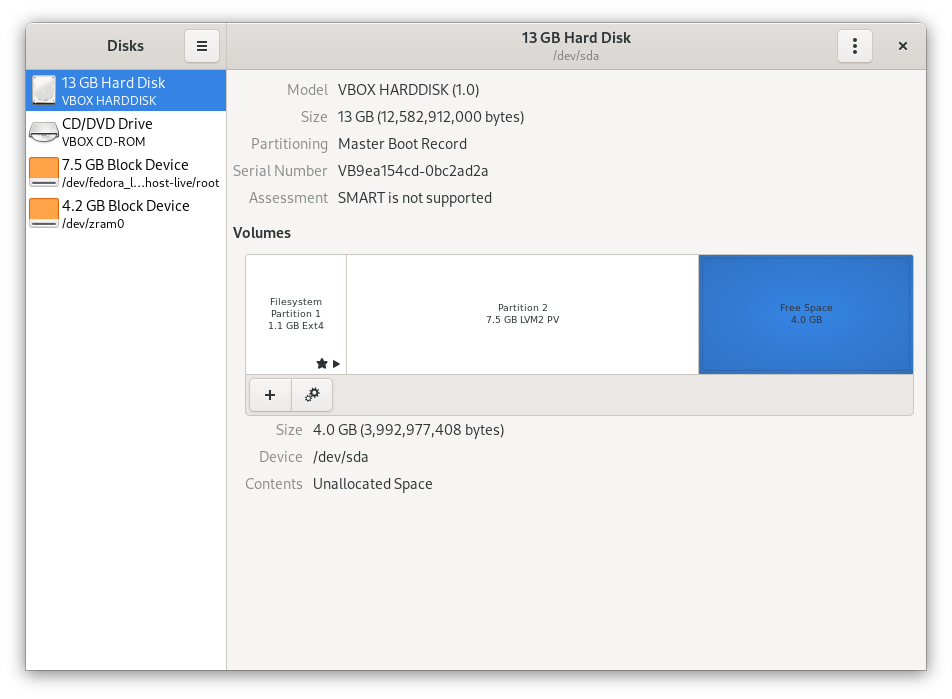 Disks
13 GB Hard Disk
/dev/sda
13 GB Hard Disk
VBOX HARDDISK
CD/DVD Drive
VBOX CD-ROM
7.5 GB Block Device
/dev/fedora_l...host-live/root
4.2 GB Block Device
/dev/zram0
Model VBOX HARDDISK (1.0)
Size 13 GB (12,582,912,000 bytes)
Partitioning Master Boot Record
Serial Number VB9ea154cd-0bc2ad2a
Assessment SMART is not supported
Volumes
Filesystem
Partition 1
1.1 GB Ext4
Partition 2
7.5 GB LVM2 PV
Free Space
4.0 GB
Size 4.0 GB (3,992,977,408 bytes)
Device /dev/sda
Contents Unallocated Space